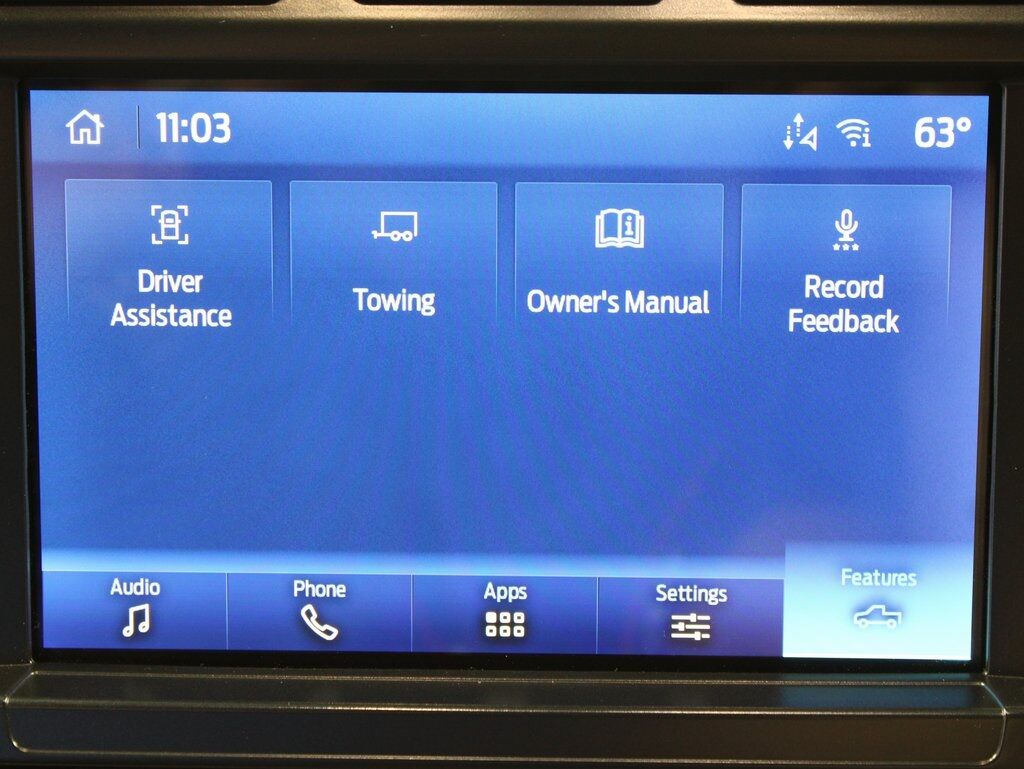 11:03
63°
Driver
Assistance
Towing
Owner's Manual
Record
Feedback
Audio
Phone
Apps
Settings
Features